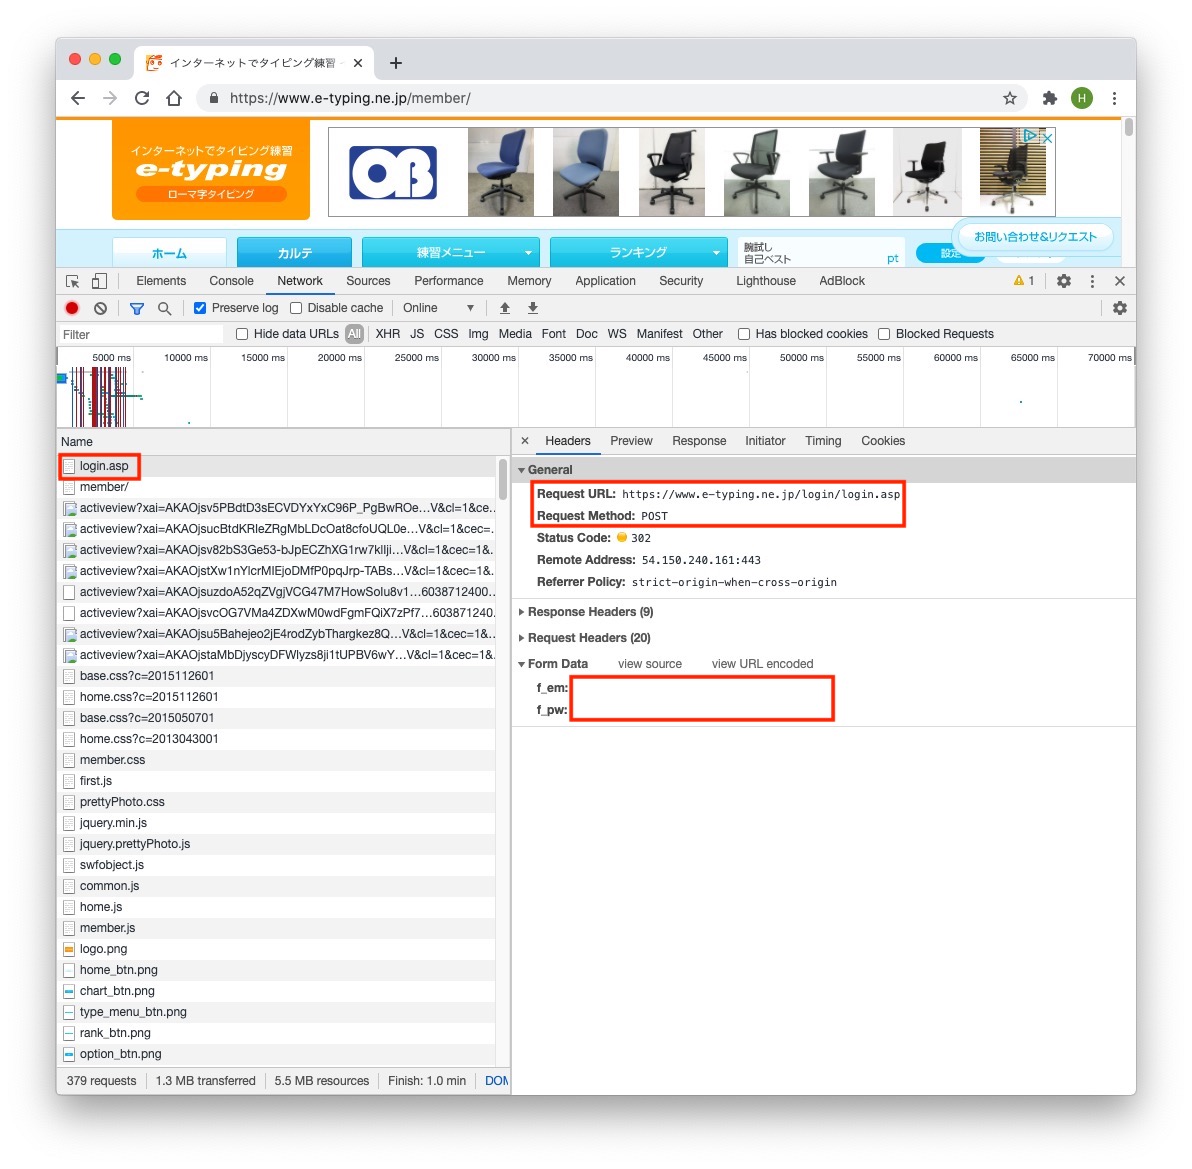 インターネットでタイピング練習
https://www.e-typing.ne.jp/member/
H
インターネットでタイピング練習
e-typing
ローマ字タイピング
OB
お問い合わせ&リクエスト
ホーム
カルテ
練習メニュー
ランキング
腕試し
自己ベスト
pt
設定
Elements Console Network Sources Performance Memory Application Security Lighthouse AdBlock 1
Preserve log Disable cache Online
Filter Hide data URLs All XHR JS CSS Img Media Font Doc WS Manifest Other Has blocked cookies Blocked Requests
5000 ms 10000 ms 15000 ms 20000 ms 25000 ms 30000 ms 35000 ms 40000 ms 45000 ms 50000 ms 55000 ms 60000 ms 65000 ms 70000 ms
Name
login.asp
member/
activeview?xai=AKAOjsv5PBdtD3sECVDYxYxC96P_PgBwROe...V&cl=1&ce...
activeview?xai=AKAOjsucBtdKRIeZRgMbLDcOat8cfoUQL0e...V&cl=1&cec=1&.
activeview?xai=AKAOjsv82bS3Ge53-bJpECZhXG1rw7klIji...V&cl=1&cec=1&.
activeview?xai=AKAOjstXw1nYlcrMIEjoDMfP0pqJrp-TABs...V&cl=1&cec=1&.
activeview?xai=AKAOjsuzdoA52qZVgjVCG47M7HowSolu8v1...6038712400.
activeview?xai=AKAOjsvcOG7VMa4ZDXwM0wdFgmFQiX7zPf7...6038712400.
activeview?xai=AKAOjsu5Bahejeo2jE4rodZybThargkez8Q...V&cl=1&cec=1&..
activeview?xai=AKAOjstaMbDjyscyDFWlyzs8ji1tUPBV6wY...V&cl=1&cec=1&..
base.css?c=2015112601
home.css?c=2015112601
base.css?c=2015050701
home.css?c=2013043001
member.css
first.js
prettyPhoto.css
jquery.min.js
jquery.prettyPhoto.js
swfobject.js
common.js
home.js
member.js
logo.png
home_btn.png
chart_btn.png
type_menu_btn.png
rank_btn.png
option_btn.png
379 requests 1.3 MB transferred 5.5 MB resources Finish: 1.0 min
Headers Preview Response Initiator Timing Cookies
General
Request URL: https://www.e-typing.ne.jp/login/login.asp
Request Method: POST
Status Code: 302
Remote Address: 54.150.240.161:443
Referrer Policy: strict-origin-when-cross-origin
Response Headers (9)
Request Headers (20)
Form Data view source view URL encoded
f_em:
f_pw: